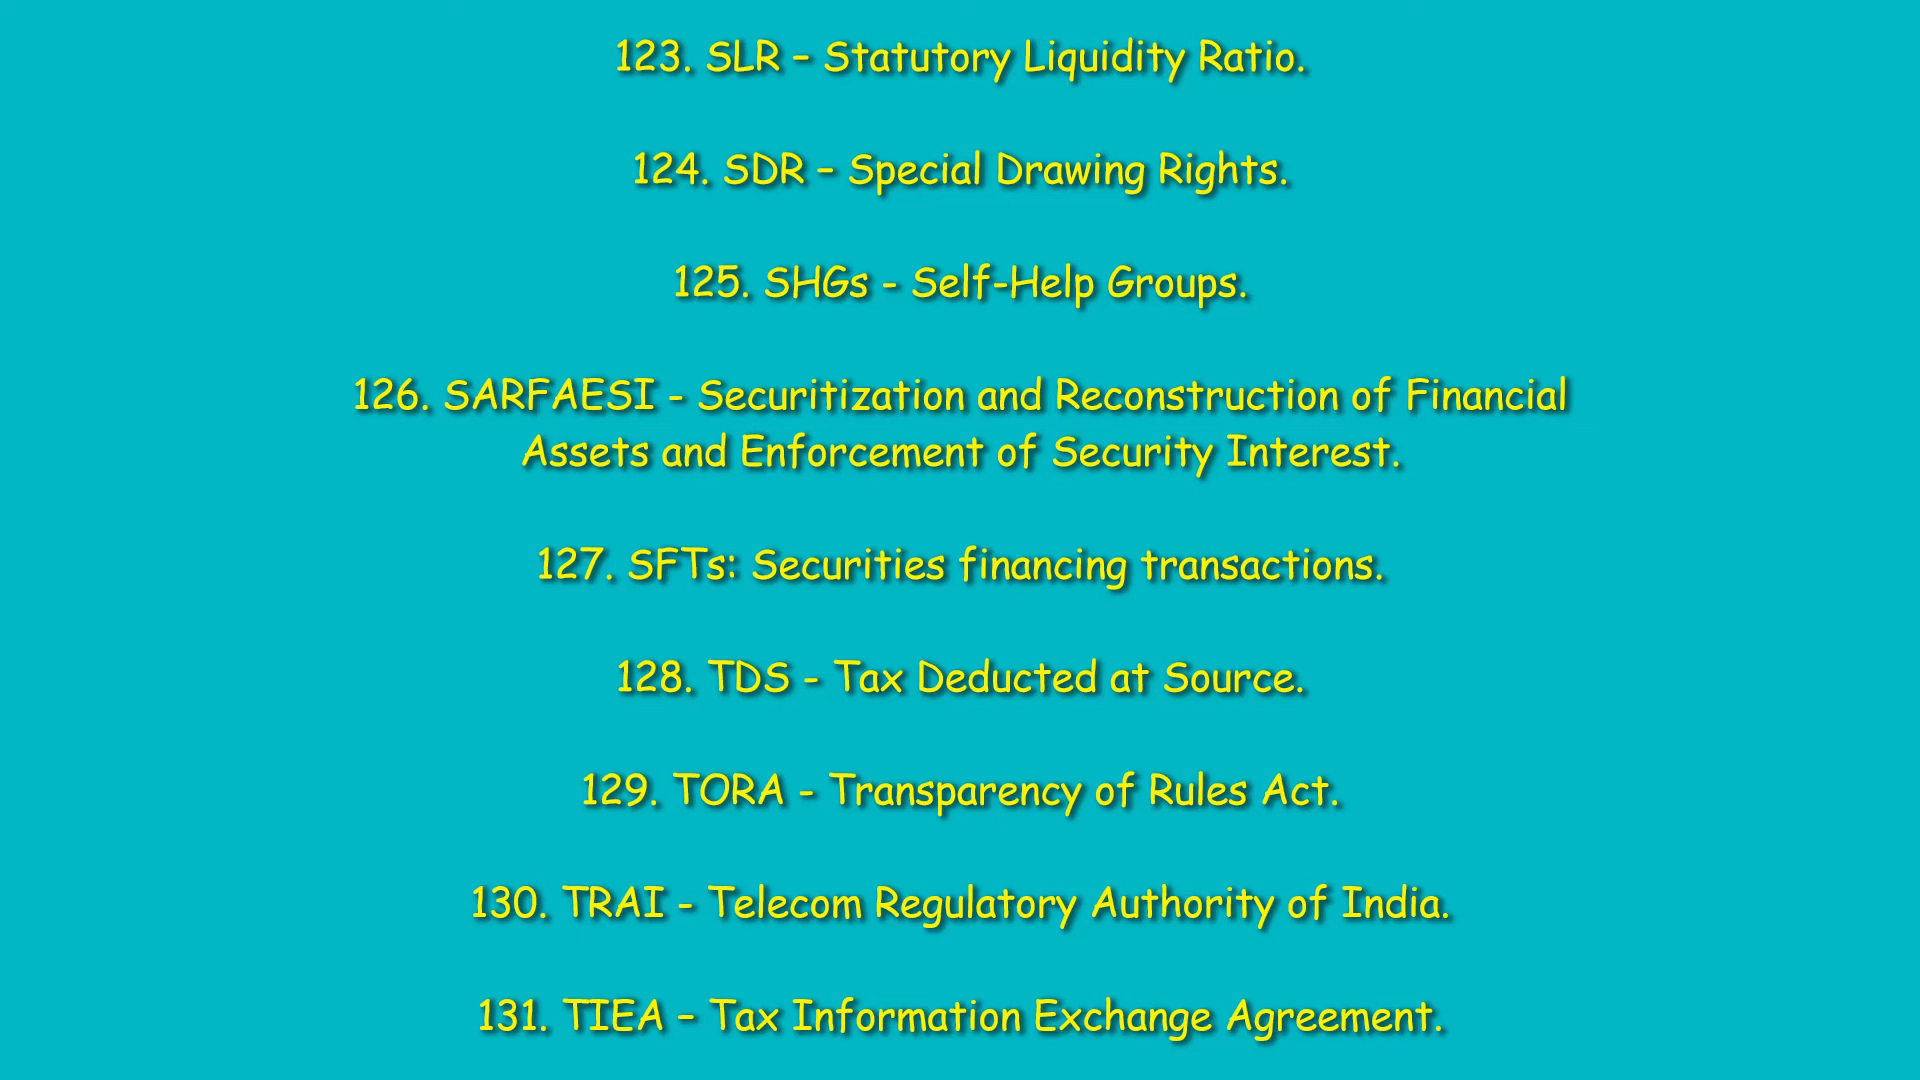 123. SLR – Statutory Liquidity Ratio.
124. SDR – Special Drawing Rights.
125. SHGs - Self-Help Groups.
126. SARFAESI - Securitization and Reconstruction of Financial
Assets and Enforcement of Security Interest.
127. SFTs: Securities financing transactions.
128. TDS - Tax Deducted at Source.
129. TORA - Transparency of Rules Act.
130. TRAI - Telecom Regulatory Authority of India.
131. TIEA – Tax Information Exchange Agreement.